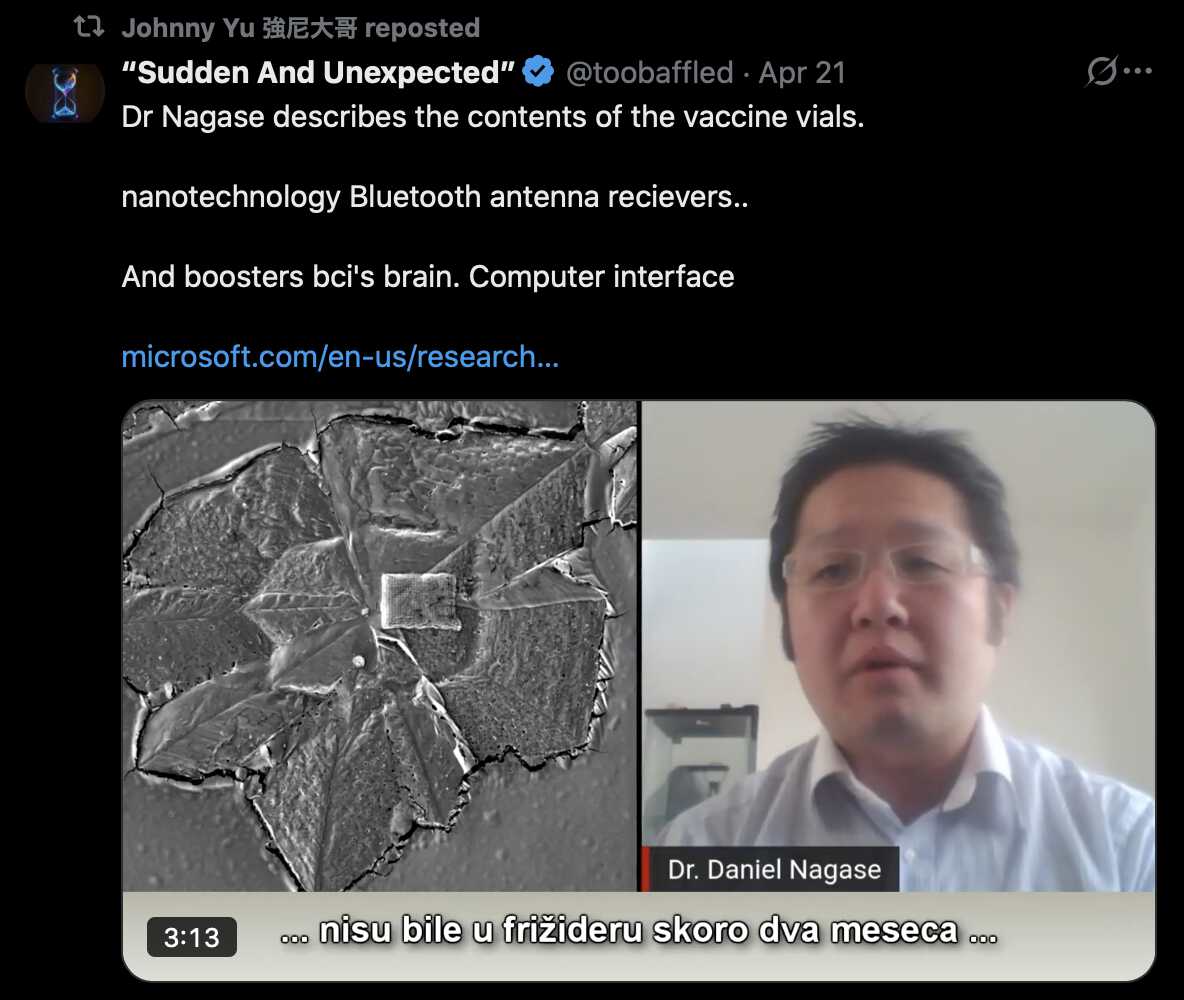 Johnny Yu 強尼大哥 reposted
“Sudden And Unexpected” @toobaffled · Apr 21
Dr Nagase describes the contents of the vaccine vials.
nanotechnology Bluetooth antenna recievers..
And boosters bci's brain. Computer interface
microsoft.com/en-us/research...
Dr. Daniel Nagase
3:13
... nisu bile u frižideru skoro dva meseca ...